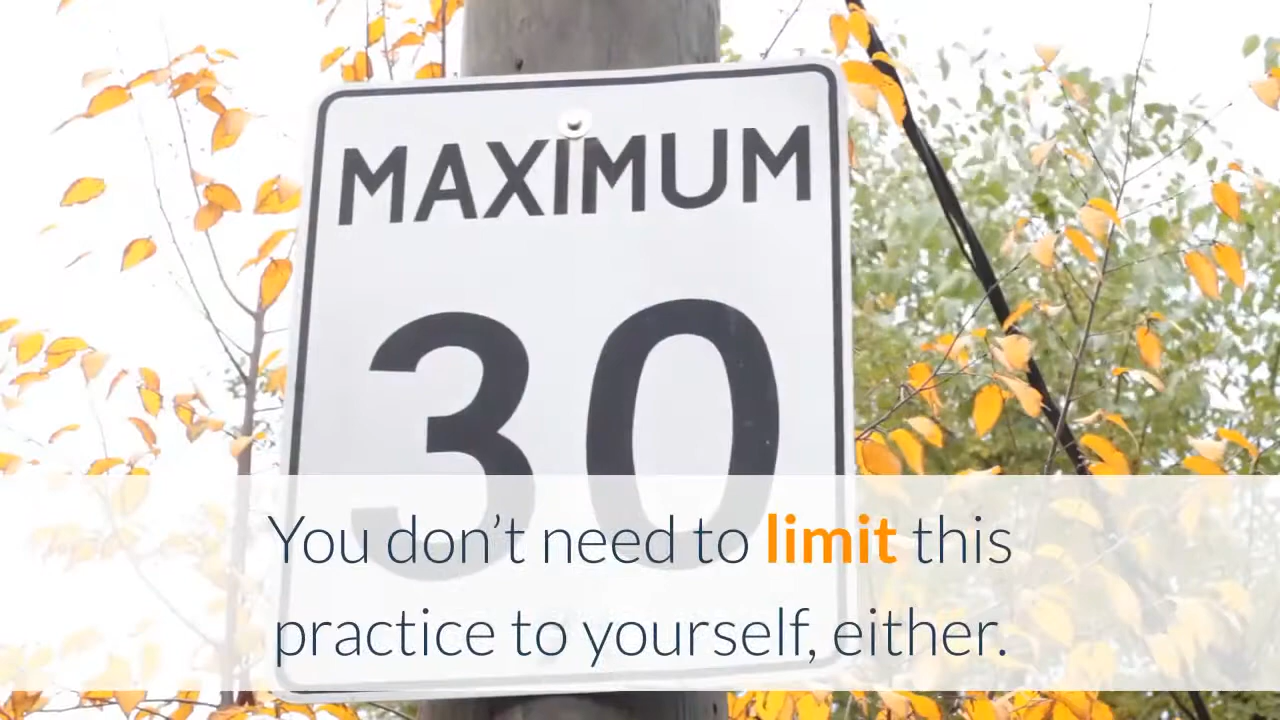 MAXIMUM
30
You don’t need to limit this
practice to yourself, either.